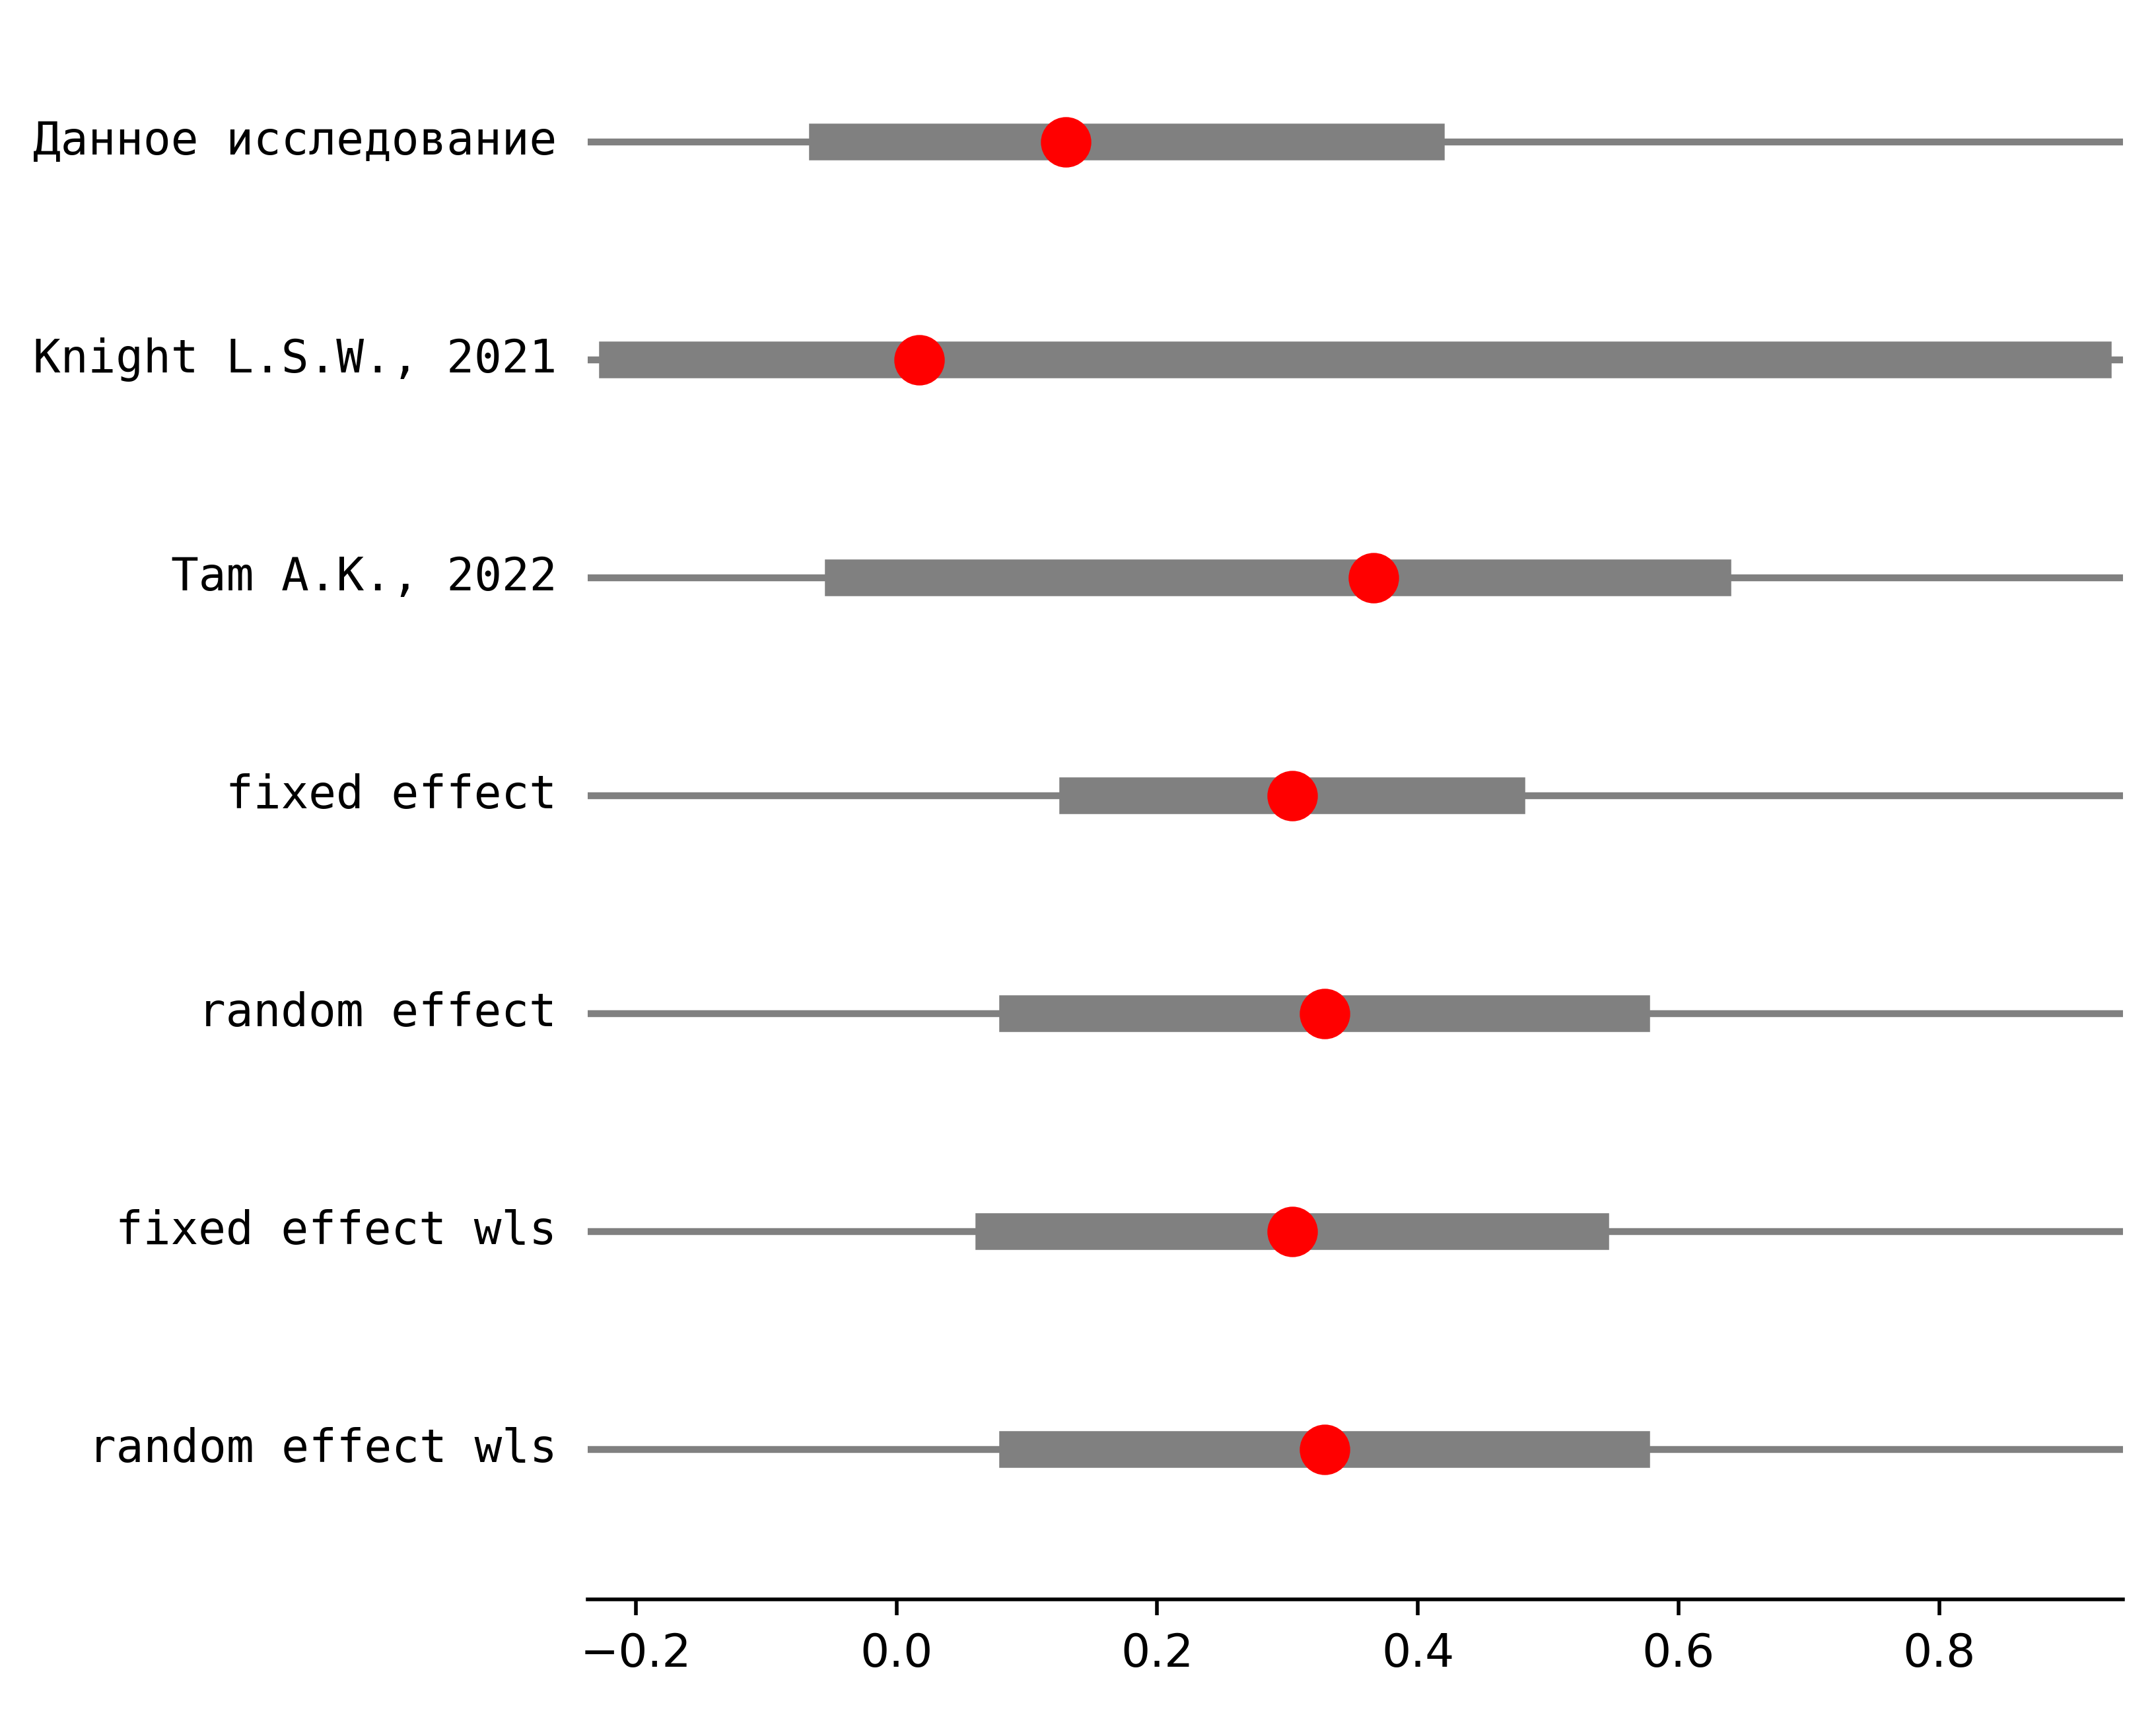 Данное исследование
Knight L.S.W., 2021
Tam A.K., 2022
fixed effect
random effect
fixed effect wls
random effect wls
−0.2 0.0 0.2 0.4 0.6 0.8